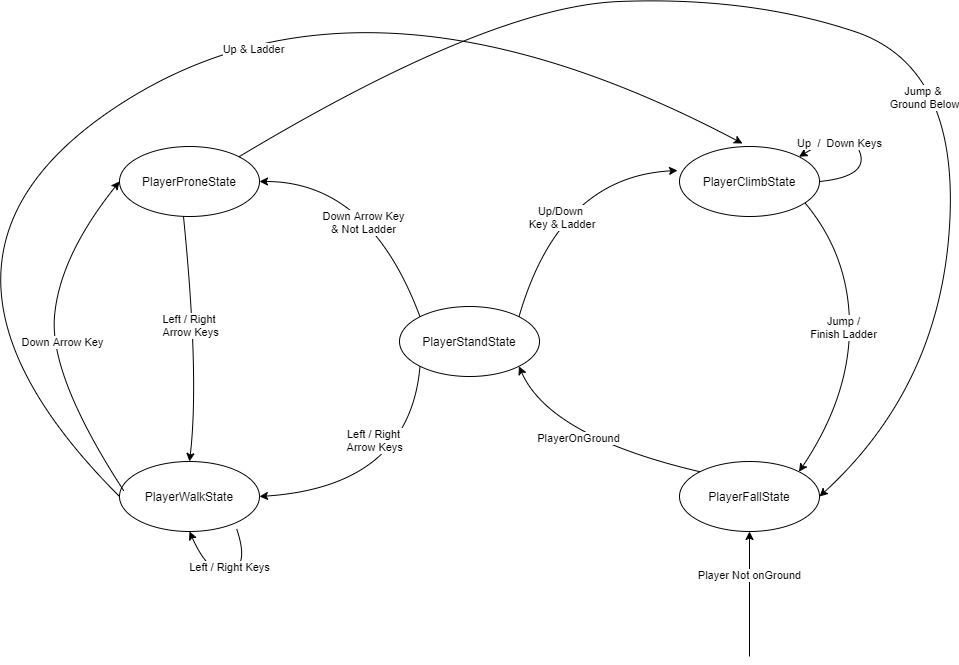 Up & Ladder
Jump &
Ground Below
Up / Down Keys
PlayerProneState
PlayerClimbState
Down Arrow Key
& Not Ladder
Up/Down
Key & Ladder
Left / Right
Arrow Keys
Jump /
Finish Ladder
Down Arrow Key
PlayerStandState
Left / Right
Arrow Keys
PlayerOnGround
PlayerWalkState
PlayerFallState
Left / Right Keys
Player Not onGround